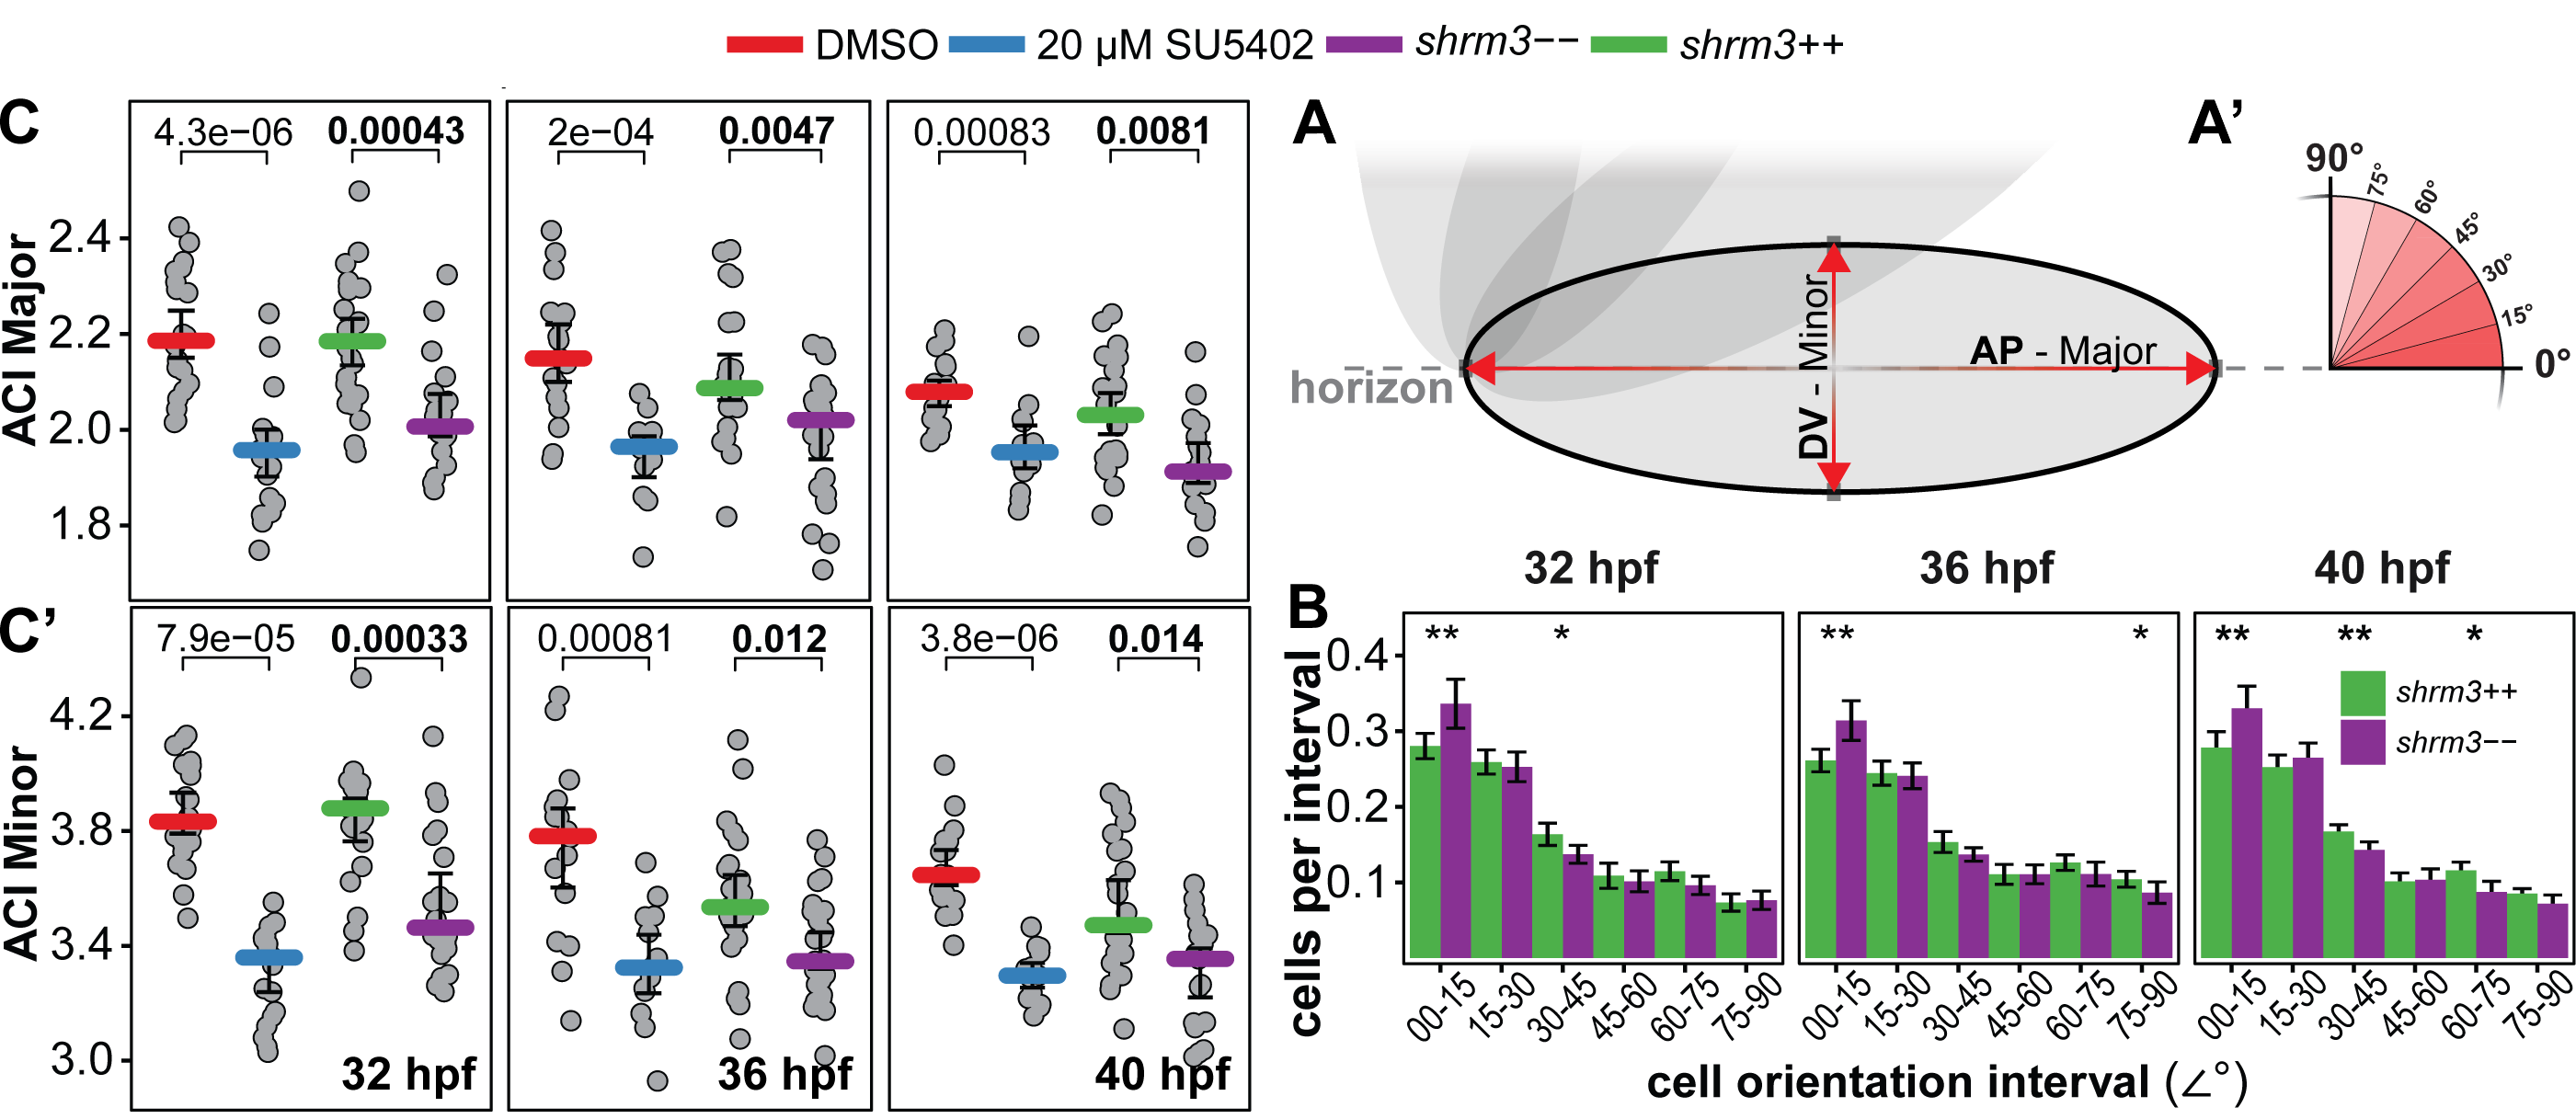 DMSO 20 µM SU5402 shrm3−− shrm3++
C
4.3e−06 0.00043 2e−04 0.0047 0.00083 0.0081
ACI Major
2.4
2.2
2.0
1.8
C’
7.9e−05 0.00033 0.00081 0.012 3.8e−06 0.014
ACI Minor
4.2
3.8
3.4
3.0
32 hpf 36 hpf 40 hpf
A
horizon
DV - Minor
AP - Major
A’
90°
75°
60°
45°
30°
15°
0°
B
32 hpf 36 hpf 40 hpf
** * ** * ** ** *
cells per interval
0.4
0.3
0.2
0.1
shrm3++
shrm3−−
00-15 15-30 30-45 45-60 60-75 75-90 00-15 15-30 30-45 45-60 60-75 75-90 00-15 15-30 30-45 45-60 60-75 75-90
cell orientation interval (∠°)